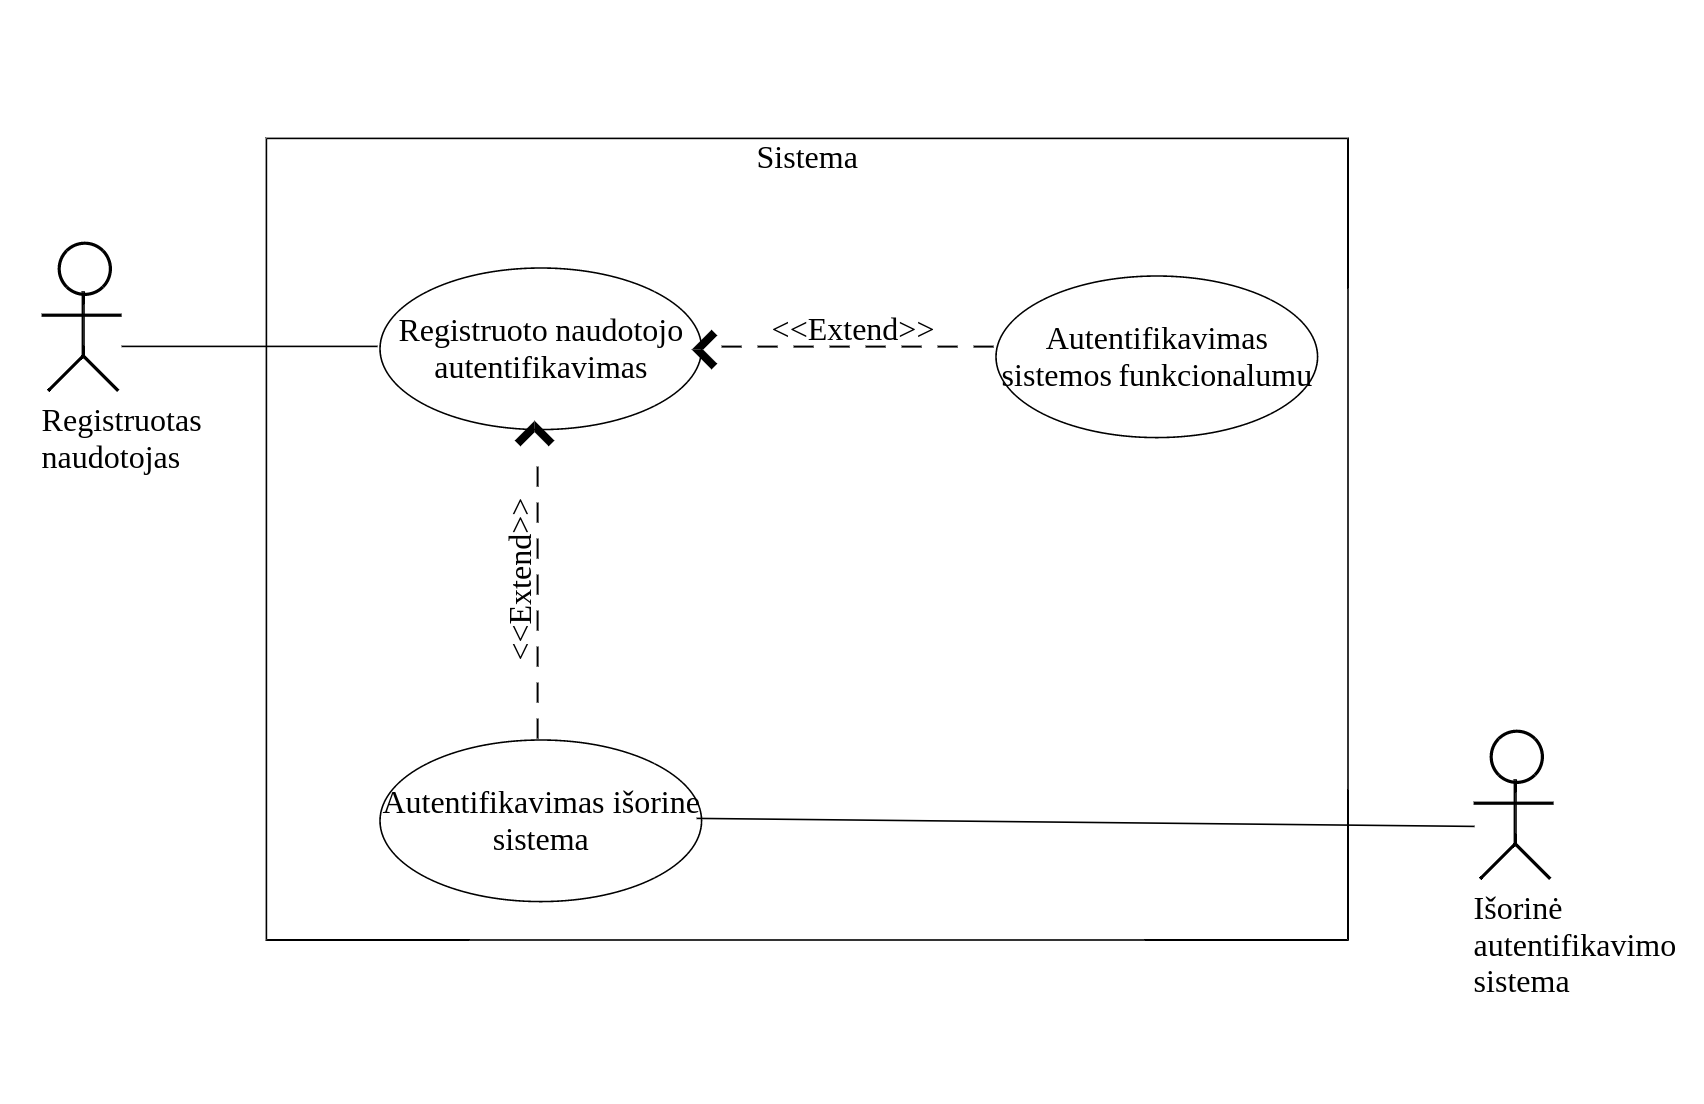 Sistema
Registruotas
naudotojas
Registruoto naudotojo
autentifikavimas
<<Extend>>
Autentifikavimas
sistemos funkcionalumu
<<Extend>>
Autentifikavimas išorine
sistema
Išorinė
autentifikavimo
sistema